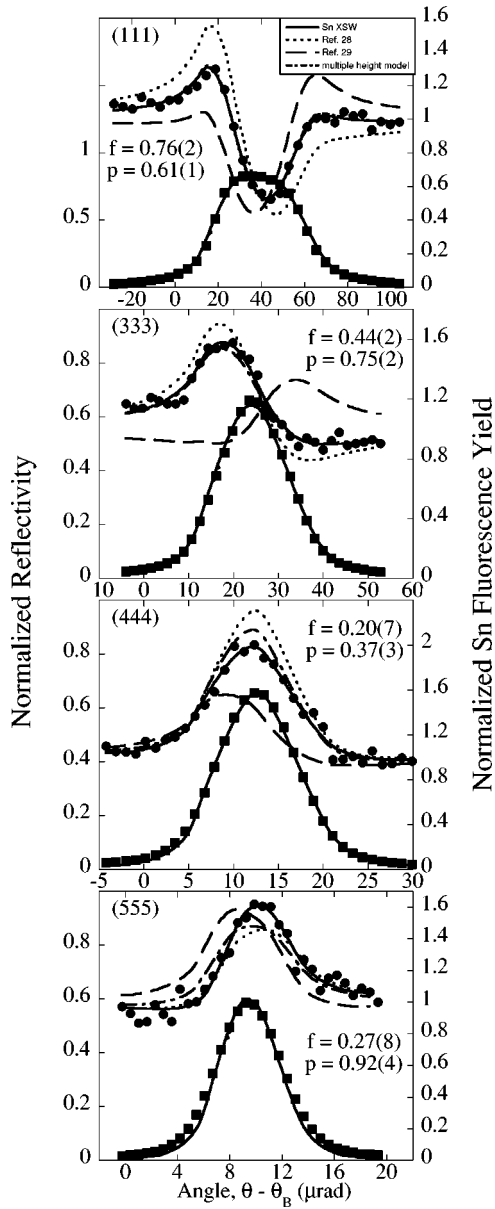 (111)
Sn XSW
Ref. 28
Ref. 29
multiple height model
f = 0.76(2)
p = 0.61(1)
1
0.5
0
1.6
1.4
1.2
1
0.8
0.6
0.4
0.2
0
-20 0 20 40 60 80 100
(333)
f = 0.44(2)
p = 0.75(2)
0.8
0.6
0.4
0.2
0
1.6
1.2
0.8
0.4
0
10 0 10 20 30 40 50 60
(444)
f = 0.20(7)
p = 0.37(3)
0.8
0.6
0.4
0.2
0
2
1.6
1.2
0.8
0.4
0
-5 0 5 10 15 20 25 30
(555)
f = 0.27(8)
p = 0.92(4)
0.8
0.6
0.4
0.2
0
1.6
1.4
1.2
1
0.8
0.6
0.4
0.2
0
0 4 8 12 16 20
Angle, θ - θB (μrad)
Normalized Reflectivity
Normalized Sn Fluorescence Yield